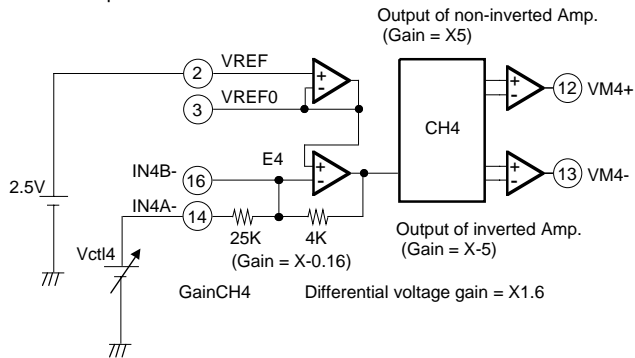 Output of non-inverted Amp.
(Gain = X5)
2 VREF
3 VREF0
+
-
+
-
12 VM4+
CH4
IN4B- 16
E4
+
-
+
-
13 VM4-
2.5V
IN4A- 14
25K 4K
Output of inverted Amp.
(Gain = X-5)
Vctl4
(Gain = X-0.16)
GainCH4 Differential voltage gain = X1.6